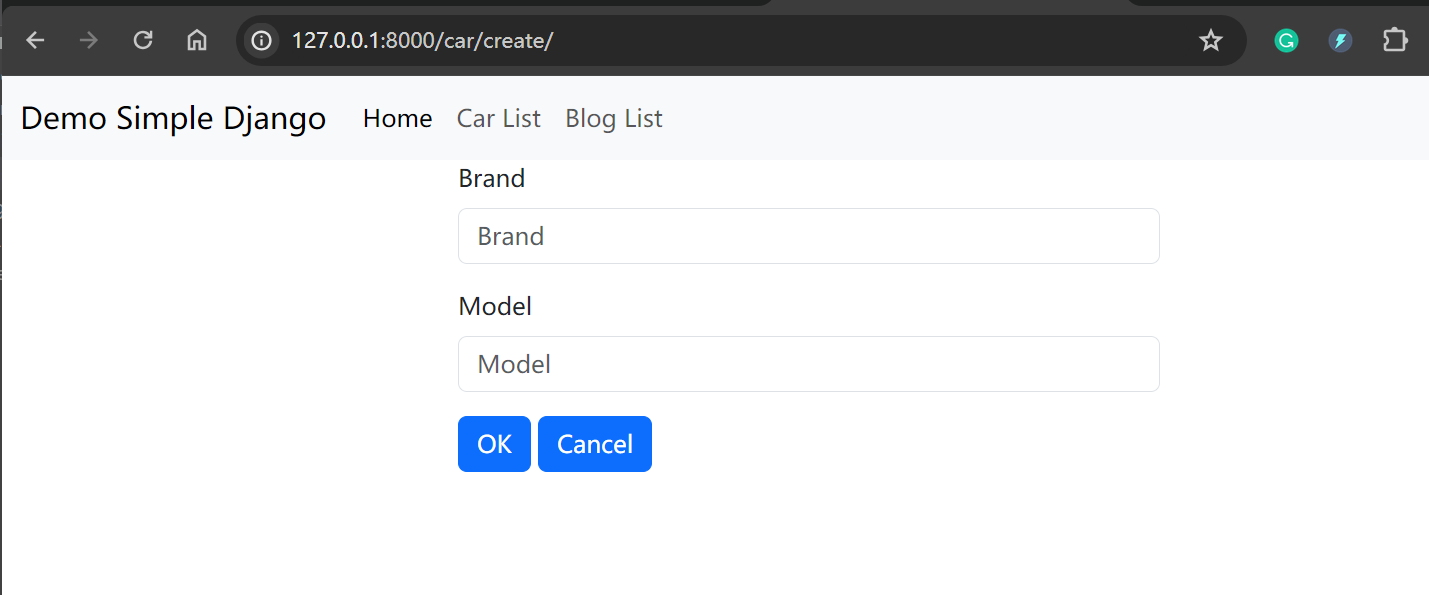 127.0.0.1:8000/car/create/
Demo Simple Django Home Car List Blog List
Brand
Brand
Model
Model
OK Cancel